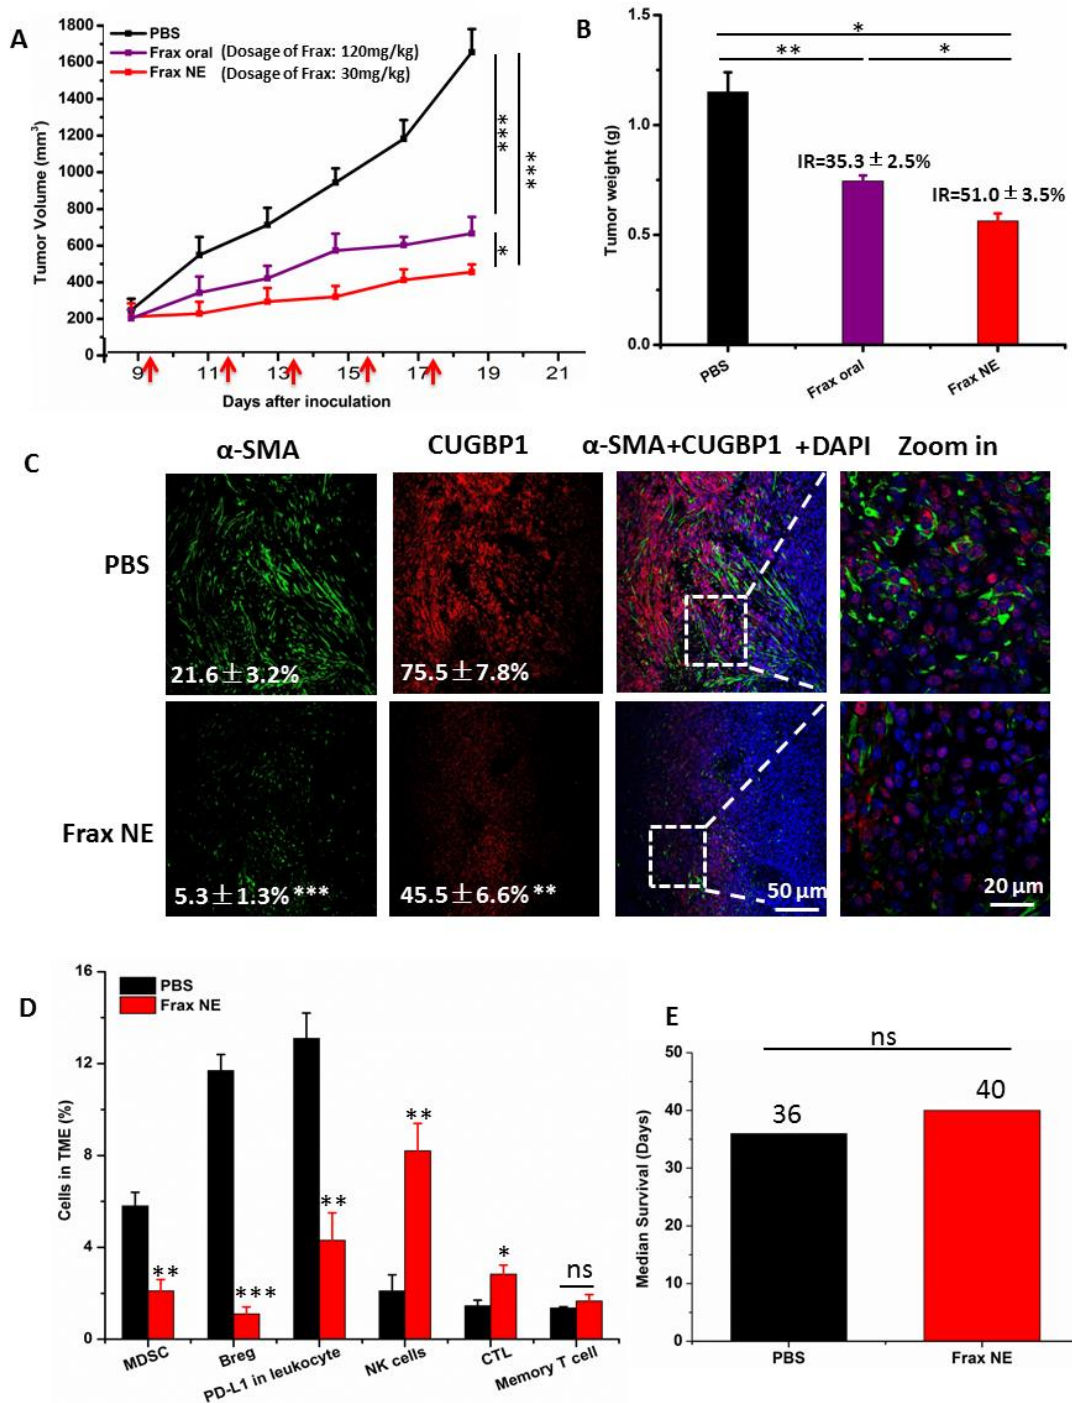 A
PBS
Frax oral (Dosage of Frax: 120mg/kg)
Frax NE (Dosage of Frax: 30mg/kg)
1800
1600
1400
1200
1000
800
600
400
200
0
Tumor Volume (mm³)
***
***
*
9 11 13 15 17 19 21
Days after inoculation
B
*
** *
1.5
1.0
0.5
0.0
Tumor weight (g)
IR=35.3 ± 2.5%
IR=51.0 ± 3.5%
PBS Frax oral Frax NE
C
α-SMA CUGBP1 α-SMA+CUGBP1 +DAPI Zoom in
PBS
21.6 ± 3.2% 75.5 ± 7.8%
Frax NE
5.3 ± 1.3% *** 45.5 ± 6.6% ** 50 μm 20 μm
D
PBS
Frax NE
16
12
8
4
0
Cells in TME (%)
** *** ** ** * ns
MDSC Breg PD-L1 in leukocyte NK cells CTL Memory T cell
E
ns
50
40
30
20
10
0
Median Survival (Days)
36 40
PBS Frax NE